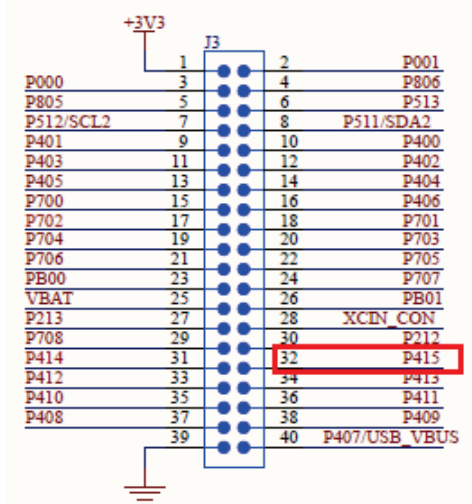 +3V3
J3
1 2 P001
P000 3 4 P806
P805 5 6 P513
P512/SCL2 7 8 P511/SDA2
P401 9 10 P400
P403 11 12 P402
P405 13 14 P404
P700 15 16 P406
P702 17 18 P701
P704 19 20 P703
P706 21 22 P705
PB00 23 24 P707
VBAT 25 26 PB01
P213 27 28 XCIN_CON
P708 29 30 P212
P414 31 32 P415
P412 33 34 P413
P410 35 36 P411
P408 37 38 P409
39 40 P407/USB_VBUS